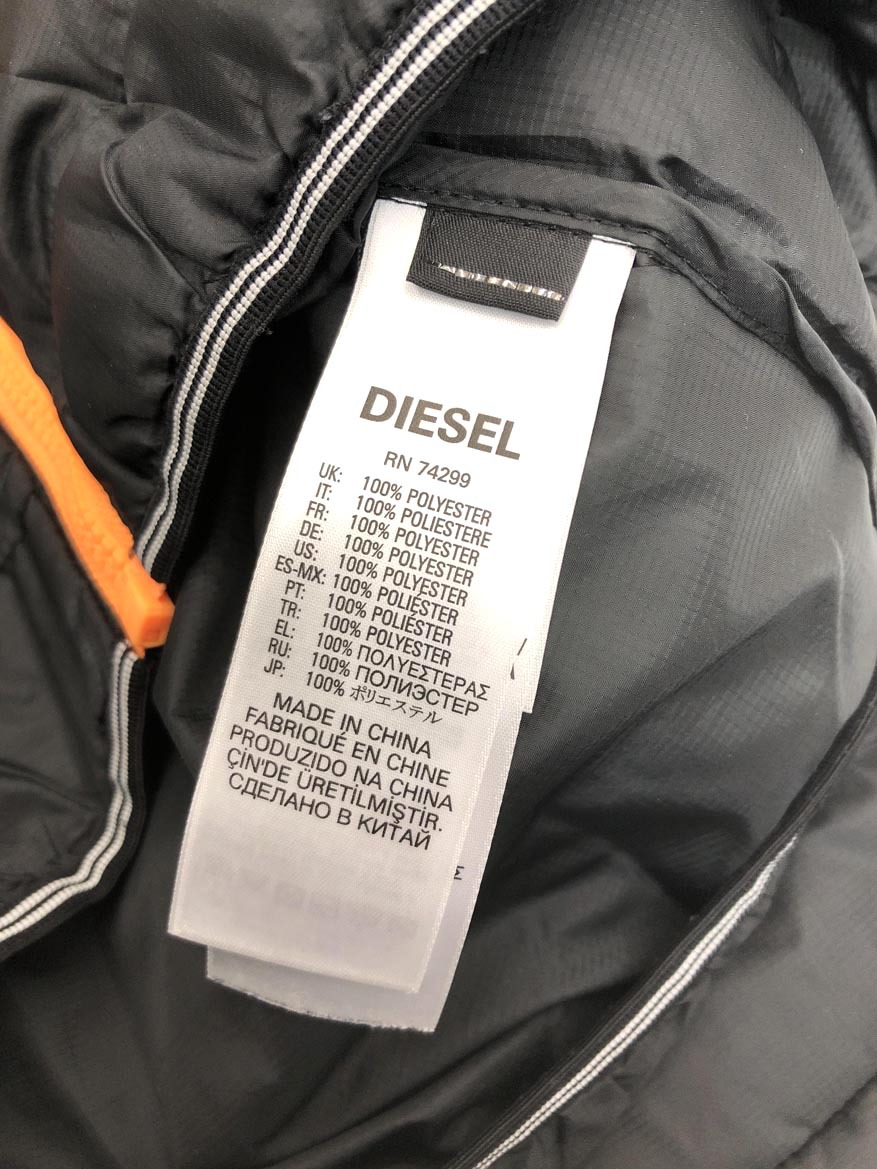 DIESEL
RN 74299
UK: 100% POLYESTER
IT: 100% POLIESTERE
FR: 100% POLYESTER
DE: 100% POLYESTER
US: 100% POLYESTER
ES-MX: 100% POLIÉSTER
PT: 100% POLIÉSTER
TR: 100% POLYESTER
EL: 100% ΠΟΛΥΕΣΤΕΡΑΣ
RU: 100% ПОЛИЭСТЕР
JP: 100% ポリエステル
MADE IN CHINA
FABRIQUÉ EN CHINE
PRODUZIDO NA CHINA
ÇİN'DE ÜRETİLMİŞTİR.
СДЕЛАНО В КИТАЙ